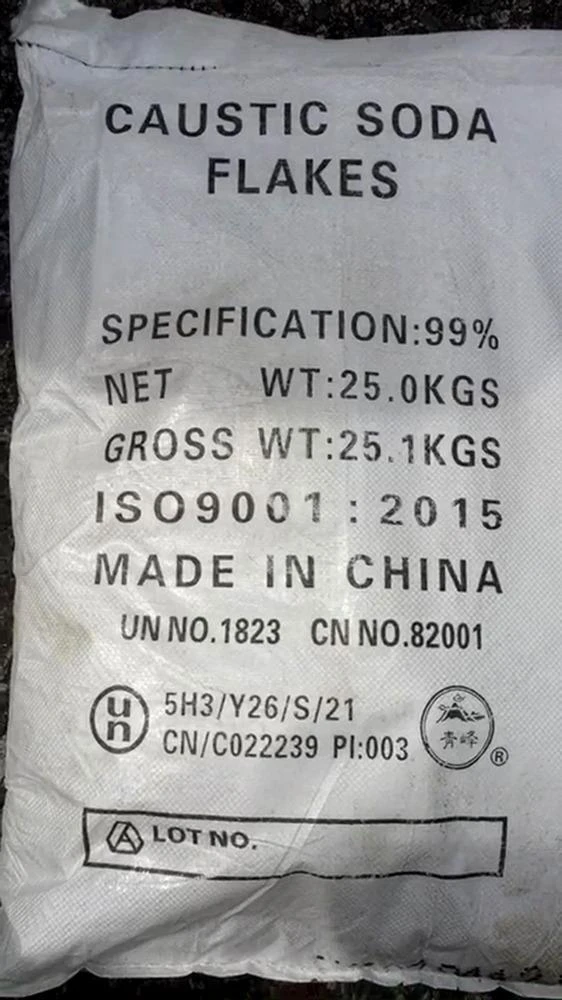 CAUSTIC SODA
FLAKES
SPECIFICATION:99%
NET WT:25.0KGS
GROSS WT:25.1KGS
ISO9001:2015
MADE IN CHINA
UN NO.1823 CN NO.82001
un
5H3/Y26/S/21
CN/C022239 PI:003
青峰
®
LOT NO.